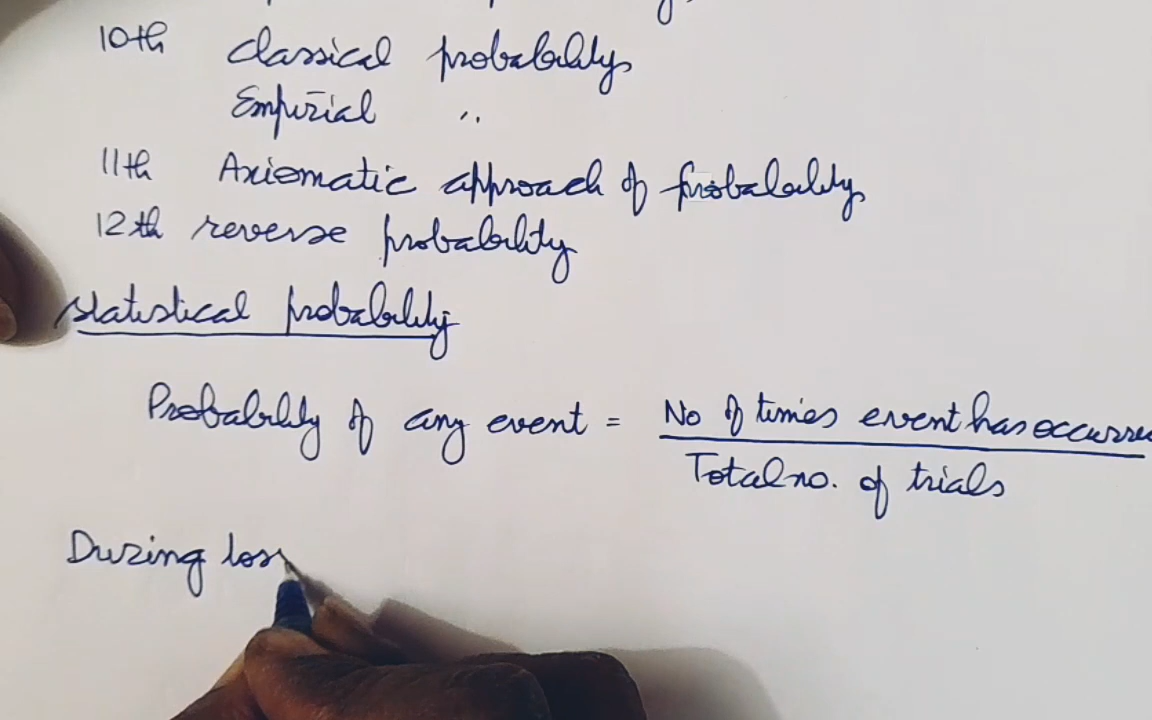 10th classical probability
Empirial "
11th Axiomatic approach of probability
12th reverse probability
statistical probability
Probability of any event = No of times event has occurre
Total no. of trials
During los